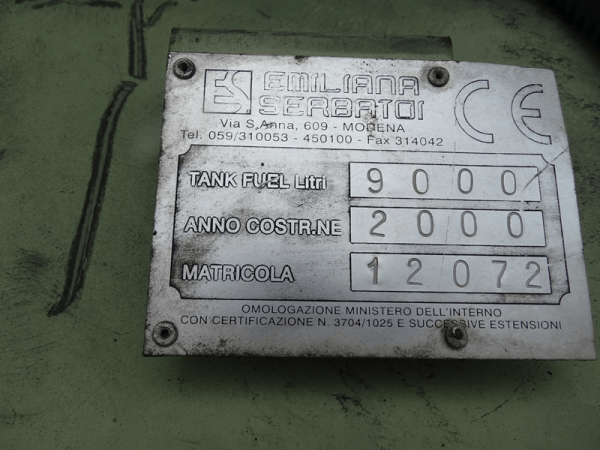 ES EMILIANA
SERBATOI
CE
Via S.Anna, 609 - MODENA
Tel. 059/310053 - 450100 - Fax 314042
TANK FUEL Litri 9000
ANNO COSTR.NE 2000
MATRICOLA 12072
OMOLOGAZIONE MINISTERO DELL'INTERNO
CON CERTIFICAZIONE N. 3704/1025 E SUCCESSIVE ESTENSIONI